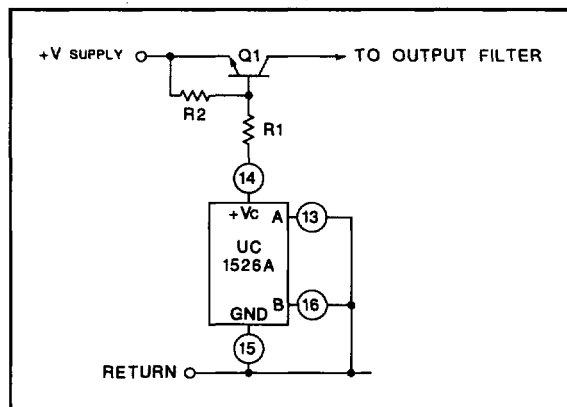 +V SUPPLY
Q1
TO OUTPUT FILTER
R2
R1
14
+Vc
A
13
UC
1526A
B
16
GND
15
RETURN